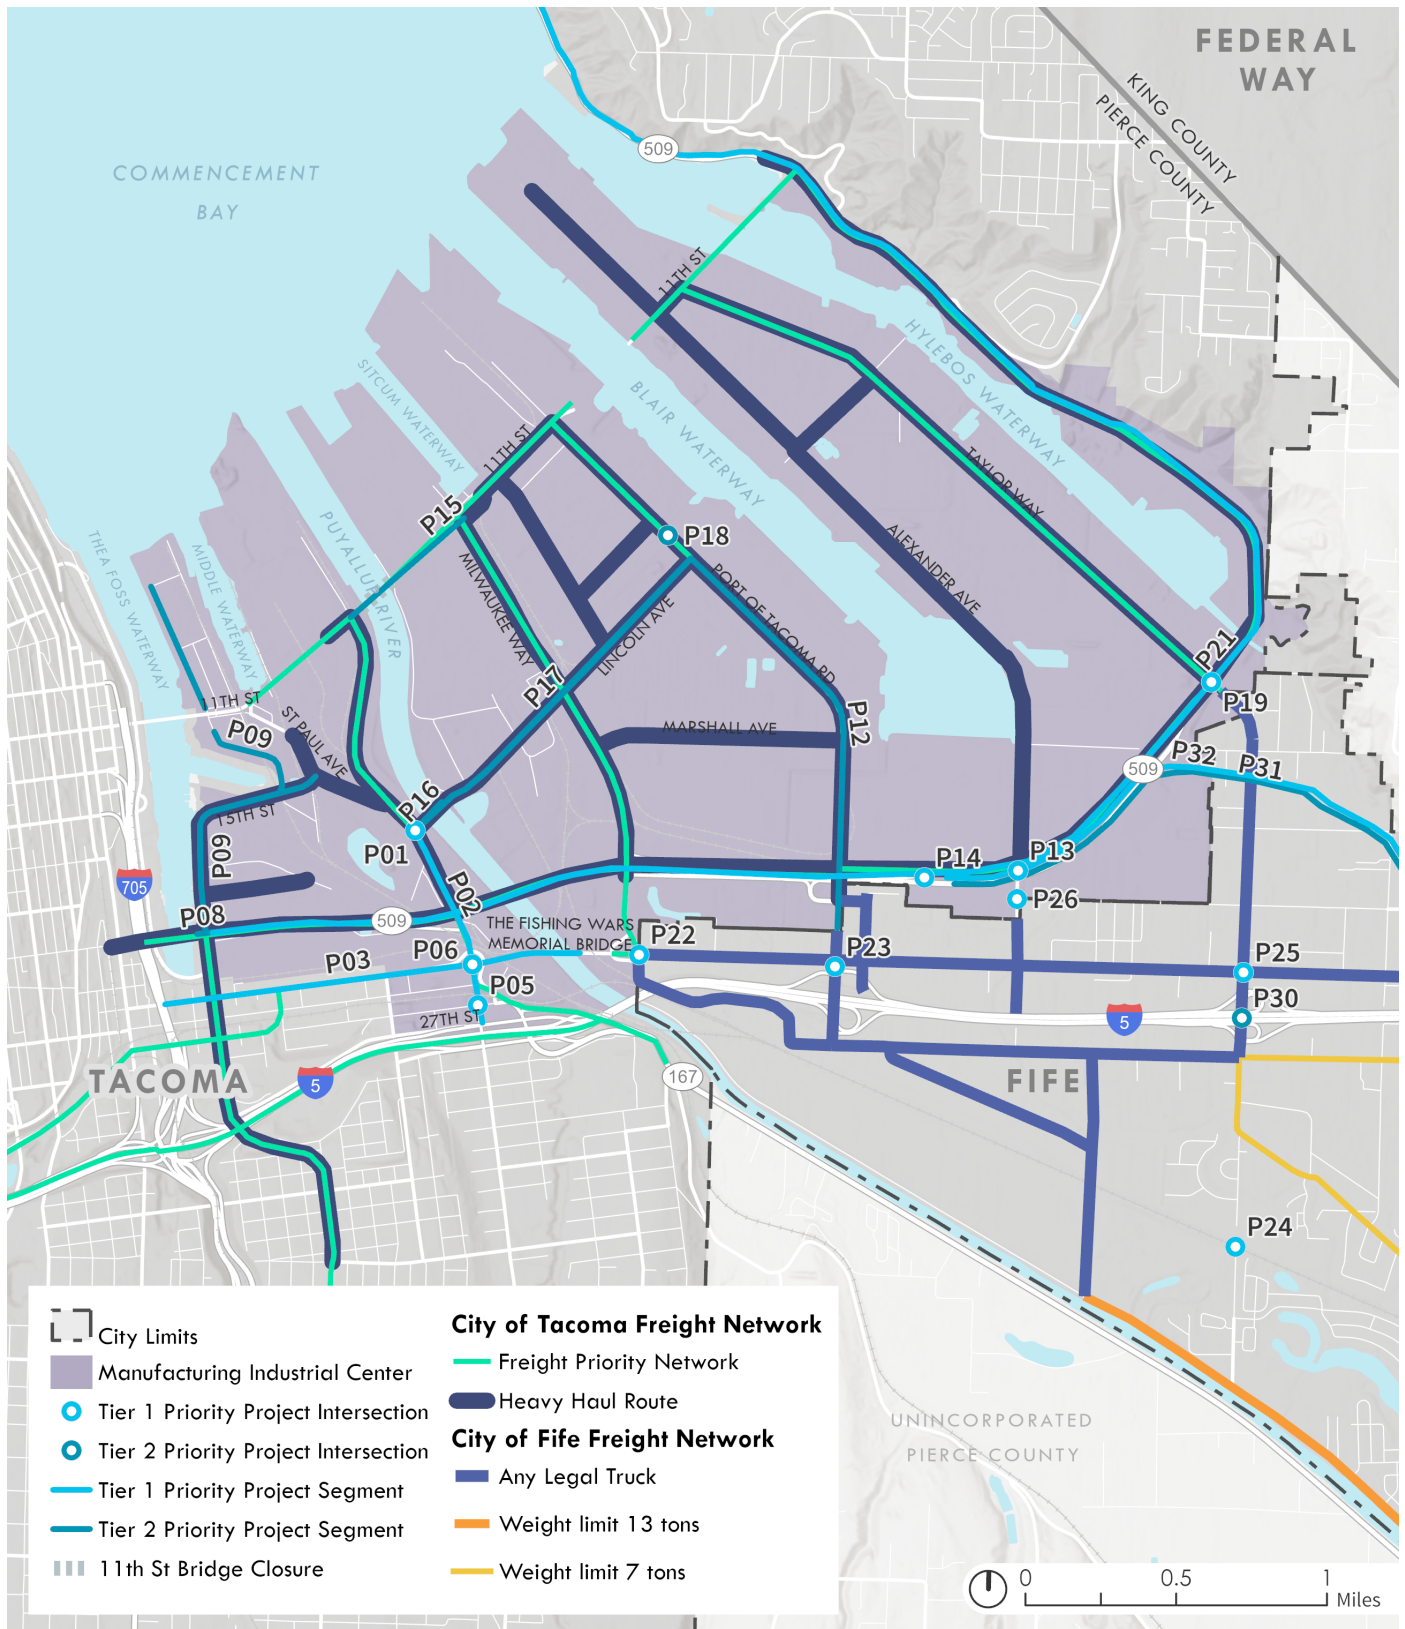 FEDERAL
WAY
KING COUNTY
PIERCE COUNTY
509
COMMENCEMENT
BAY
11TH ST
HYLEBOS WATERWAY
SITCUM WATERWAY
BLAIR WATERWAY
11TH ST
TAYLOR WAY
P15
PUYALLUP RIVER
P18
THEA FOSS WATERWAY
MIDDLE WATERWAY
MILWAUKEE WAY
ALEXANDER AVE
PORT OF TACOMA RD
LINCOLN AVE
P21
P17
P19
11TH ST
ST PAUL AVE
P09
P12
MARSHALL AVE
P32
P31
509
P16
15TH ST
P09
P01
P14
P13
705
P02
P26
P08
509
THE FISHING WARS
MEMORIAL BRIDGE
P22
P06
P03
P23
P25
P05
P30
27TH ST
5
5
TACOMA
167
FIFE
P24
UNINCORPORATED
PIERCE COUNTY
City Limits
Manufacturing Industrial Center
Tier 1 Priority Project Intersection
Tier 2 Priority Project Intersection
Tier 1 Priority Project Segment
Tier 2 Priority Project Segment
11th St Bridge Closure
City of Tacoma Freight Network
Freight Priority Network
Heavy Haul Route
City of Fife Freight Network
Any Legal Truck
Weight limit 13 tons
Weight limit 7 tons
0 0.5 1
Miles